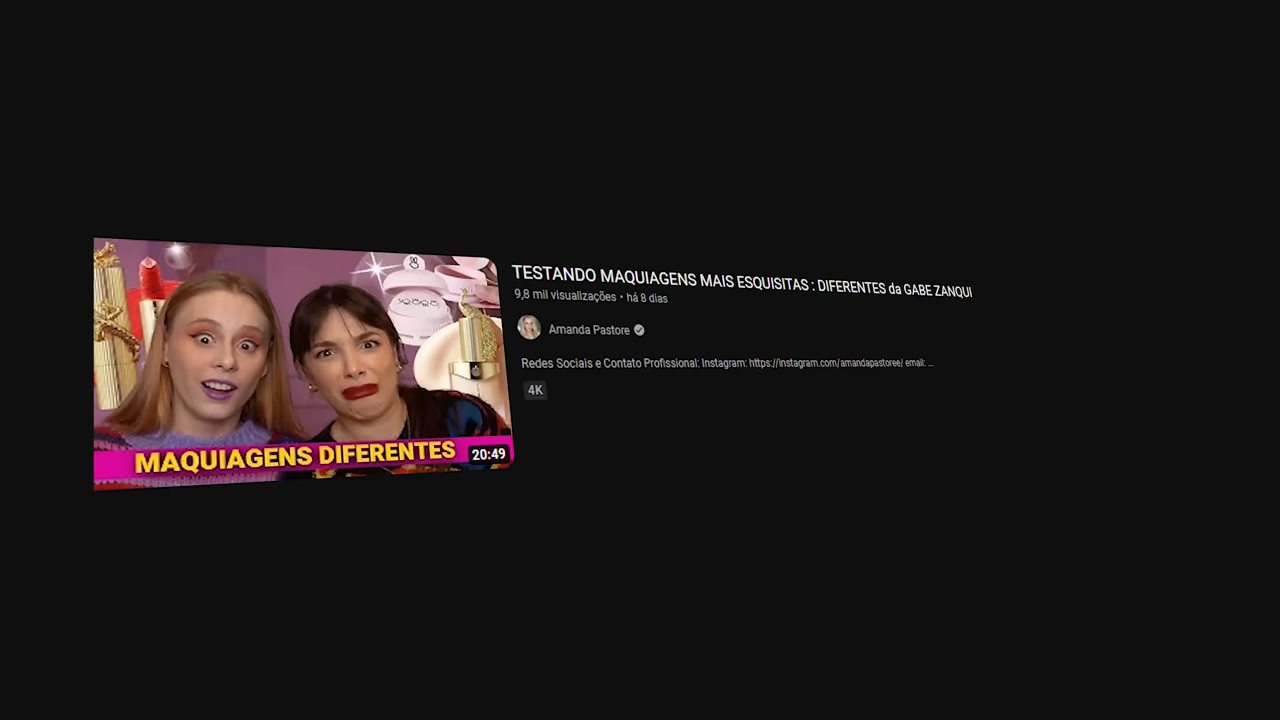 MAQUIAGENS DIFERENTES
20:49
TESTANDO MAQUIAGENS MAIS ESQUISITAS : DIFERENTES da GABE ZANQUI
9,8 mil visualizações • há 8 dias
Amanda Pastore
Redes Sociais e Contato Profissional: Instagram: https://instagram.com/amandapastoree/ email: ...
4K